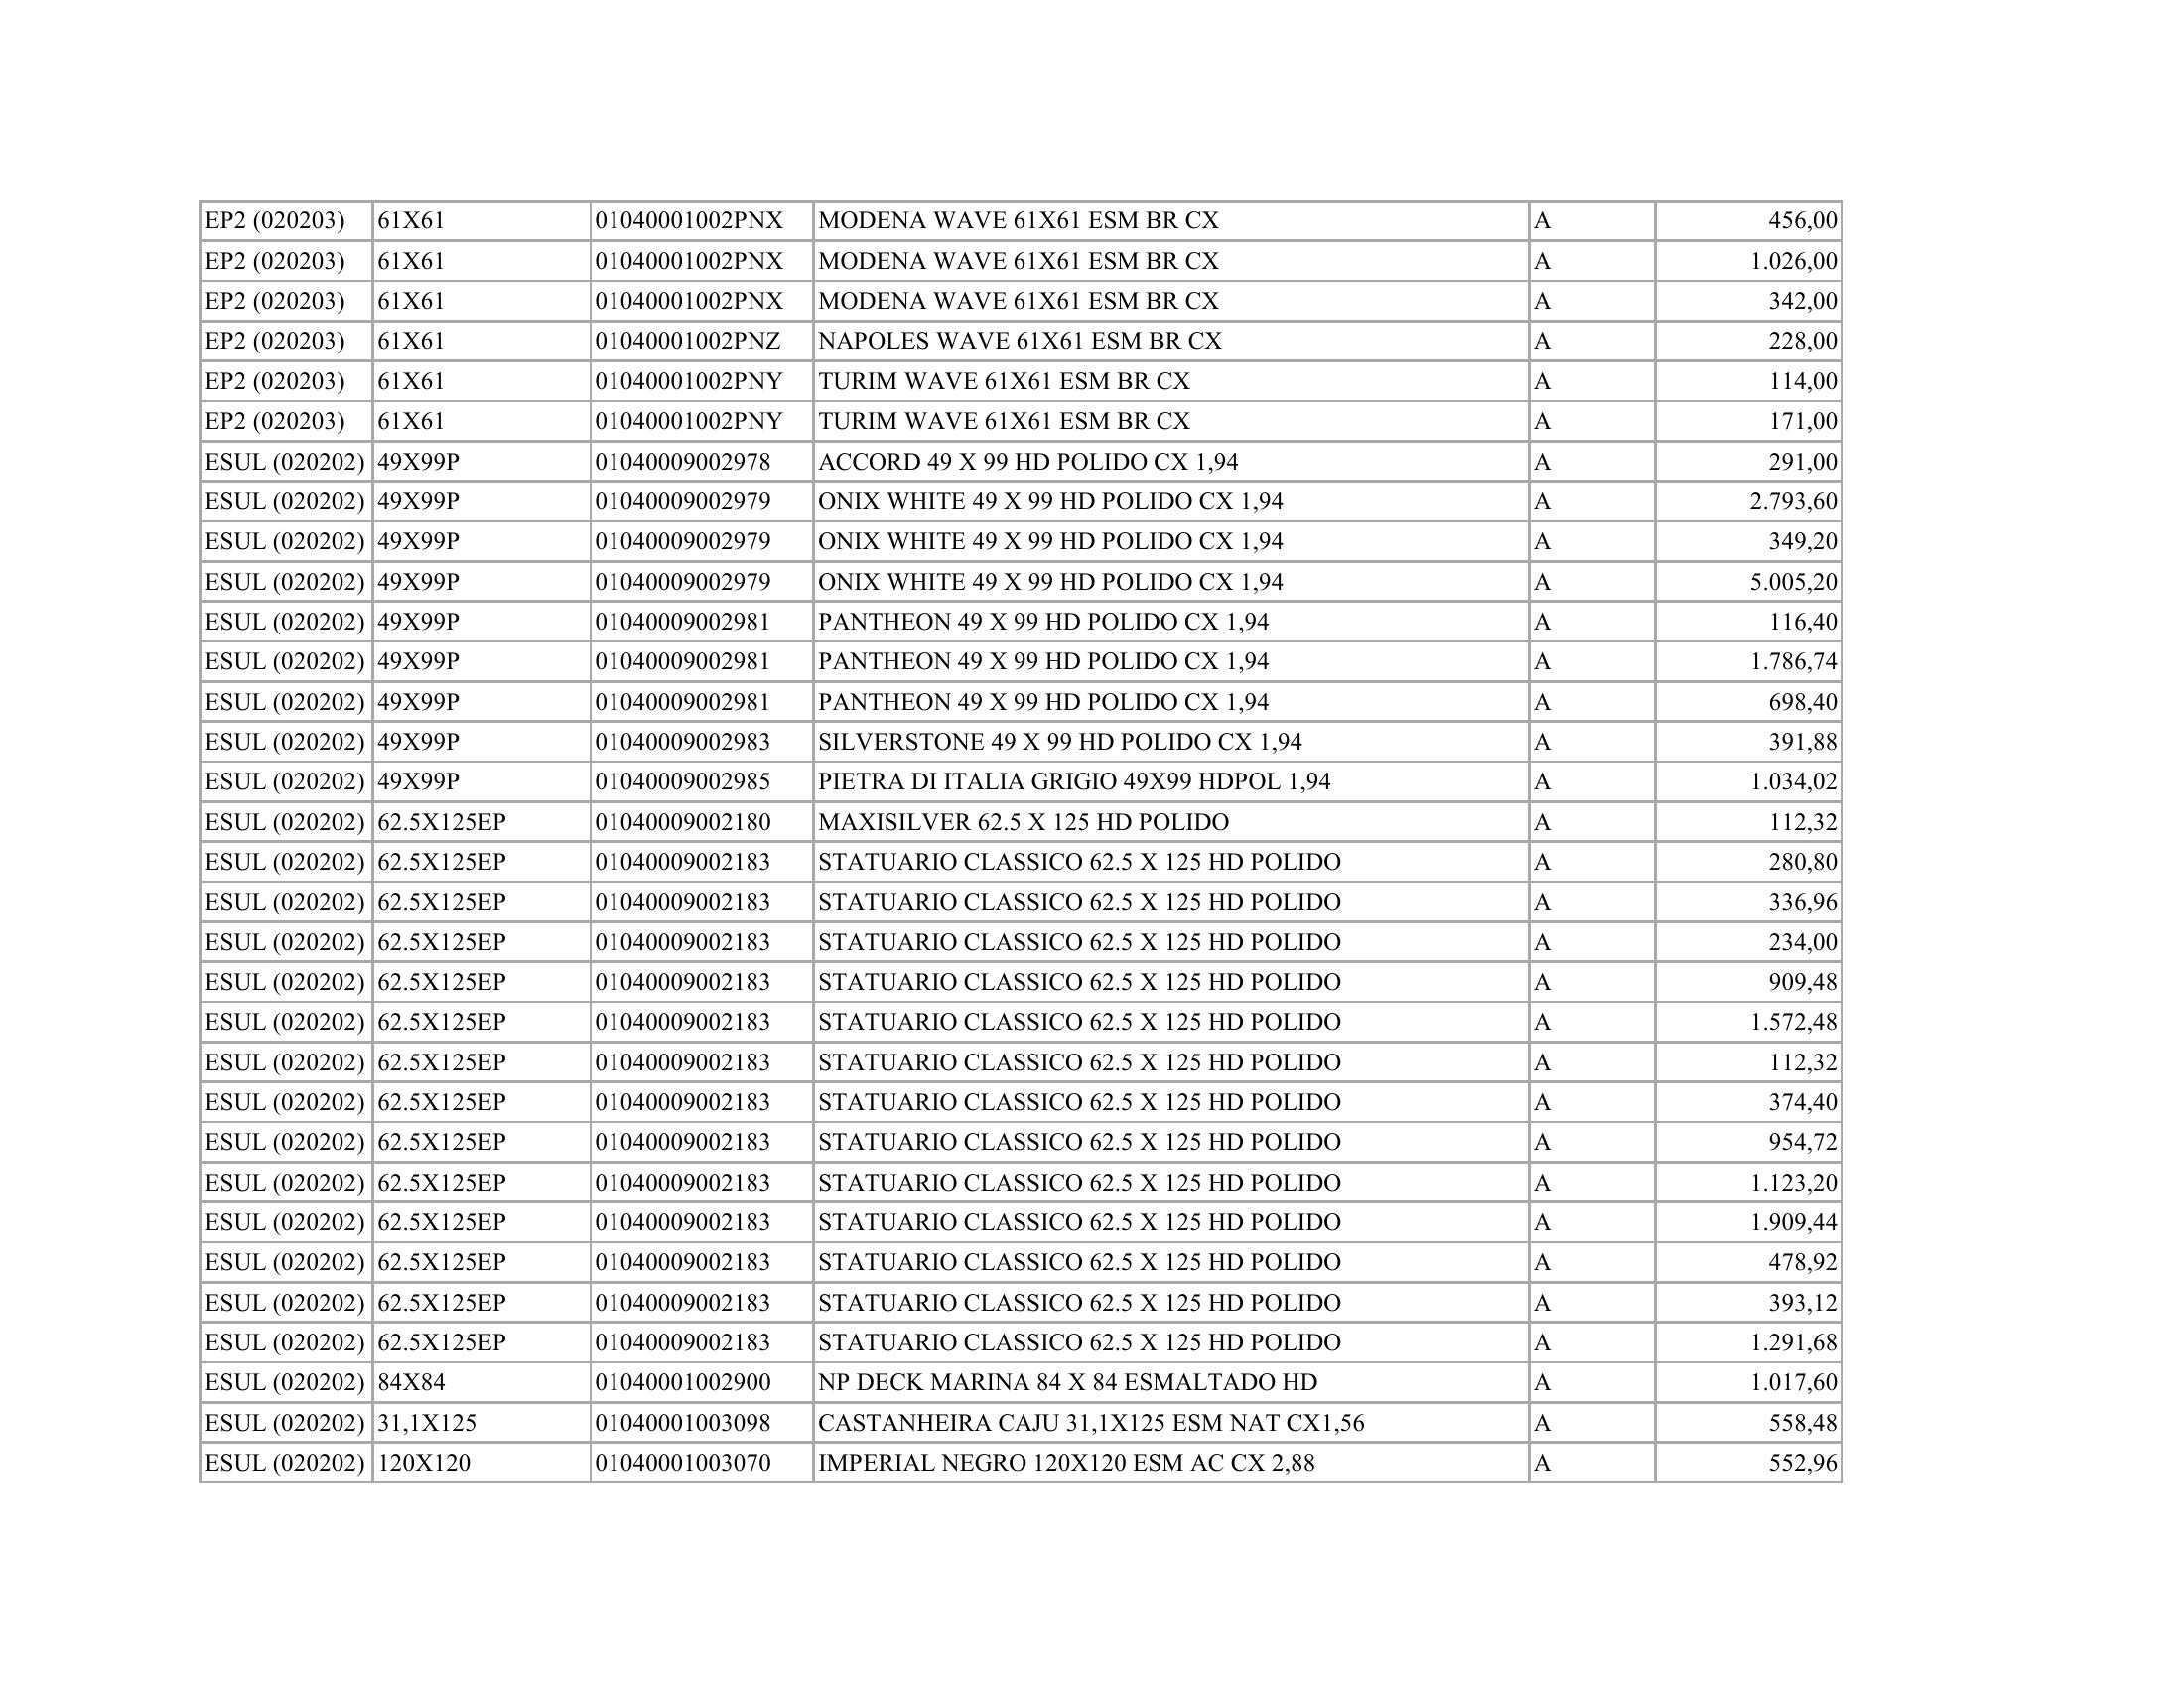 EP2 (020203) 61X61 01040001002PNX MODENA WAVE 61X61 ESM BR CX A 456,00
EP2 (020203) 61X61 01040001002PNX MODENA WAVE 61X61 ESM BR CX A 1.026,00
EP2 (020203) 61X61 01040001002PNX MODENA WAVE 61X61 ESM BR CX A 342,00
EP2 (020203) 61X61 01040001002PNZ NAPOLES WAVE 61X61 ESM BR CX A 228,00
EP2 (020203) 61X61 01040001002PNY TURIM WAVE 61X61 ESM BR CX A 114,00
EP2 (020203) 61X61 01040001002PNY TURIM WAVE 61X61 ESM BR CX A 171,00
ESUL (020202) 49X99P 01040009002978 ACCORD 49 X 99 HD POLIDO CX 1,94 A 291,00
ESUL (020202) 49X99P 01040009002979 ONIX WHITE 49 X 99 HD POLIDO CX 1,94 A 2.793,60
ESUL (020202) 49X99P 01040009002979 ONIX WHITE 49 X 99 HD POLIDO CX 1,94 A 349,20
ESUL (020202) 49X99P 01040009002979 ONIX WHITE 49 X 99 HD POLIDO CX 1,94 A 5.005,20
ESUL (020202) 49X99P 01040009002981 PANTHEON 49 X 99 HD POLIDO CX 1,94 A 116,40
ESUL (020202) 49X99P 01040009002981 PANTHEON 49 X 99 HD POLIDO CX 1,94 A 1.786,74
ESUL (020202) 49X99P 01040009002981 PANTHEON 49 X 99 HD POLIDO CX 1,94 A 698,40
ESUL (020202) 49X99P 01040009002983 SILVERSTONE 49 X 99 HD POLIDO CX 1,94 A 391,88
ESUL (020202) 49X99P 01040009002985 PIETRA DI ITALIA GRIGIO 49X99 HDPOL 1,94 A 1.034,02
ESUL (020202) 62.5X125EP 01040009002180 MAXISILVER 62.5 X 125 HD POLIDO A 112,32
ESUL (020202) 62.5X125EP 01040009002183 STATUARIO CLASSICO 62.5 X 125 HD POLIDO A 280,80
ESUL (020202) 62.5X125EP 01040009002183 STATUARIO CLASSICO 62.5 X 125 HD POLIDO A 336,96
ESUL (020202) 62.5X125EP 01040009002183 STATUARIO CLASSICO 62.5 X 125 HD POLIDO A 234,00
ESUL (020202) 62.5X125EP 01040009002183 STATUARIO CLASSICO 62.5 X 125 HD POLIDO A 909,48
ESUL (020202) 62.5X125EP 01040009002183 STATUARIO CLASSICO 62.5 X 125 HD POLIDO A 1.572,48
ESUL (020202) 62.5X125EP 01040009002183 STATUARIO CLASSICO 62.5 X 125 HD POLIDO A 112,32
ESUL (020202) 62.5X125EP 01040009002183 STATUARIO CLASSICO 62.5 X 125 HD POLIDO A 374,40
ESUL (020202) 62.5X125EP 01040009002183 STATUARIO CLASSICO 62.5 X 125 HD POLIDO A 954,72
ESUL (020202) 62.5X125EP 01040009002183 STATUARIO CLASSICO 62.5 X 125 HD POLIDO A 1.123,20
ESUL (020202) 62.5X125EP 01040009002183 STATUARIO CLASSICO 62.5 X 125 HD POLIDO A 1.909,44
ESUL (020202) 62.5X125EP 01040009002183 STATUARIO CLASSICO 62.5 X 125 HD POLIDO A 478,92
ESUL (020202) 62.5X125EP 01040009002183 STATUARIO CLASSICO 62.5 X 125 HD POLIDO A 393,12
ESUL (020202) 62.5X125EP 01040009002183 STATUARIO CLASSICO 62.5 X 125 HD POLIDO A 1.291,68
ESUL (020202) 84X84 01040001002900 NP DECK MARINA 84 X 84 ESMALTADO HD A 1.017,60
ESUL (020202) 31,1X125 01040001003098 CASTANHEIRA CAJU 31,1X125 ESM NAT CX1,56 A 558,48
ESUL (020202) 120X120 01040001003070 IMPERIAL NEGRO 120X120 ESM AC CX 2,88 A 552,96